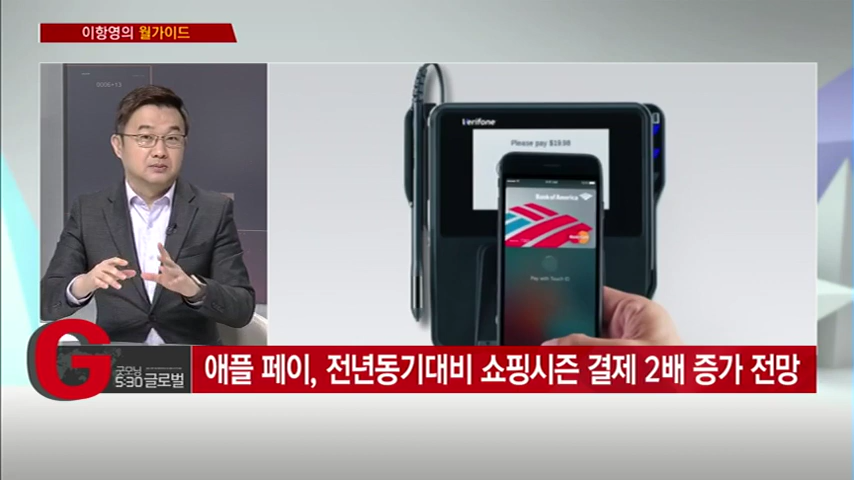 이항영의 월가이드
Verifone
Please pay $19.98
Bank of America
Pay with Touch ID
굿모닝
5:30 글로벌
애플 페이, 전년동기대비 쇼핑시즌 결제 2배 증가 전망